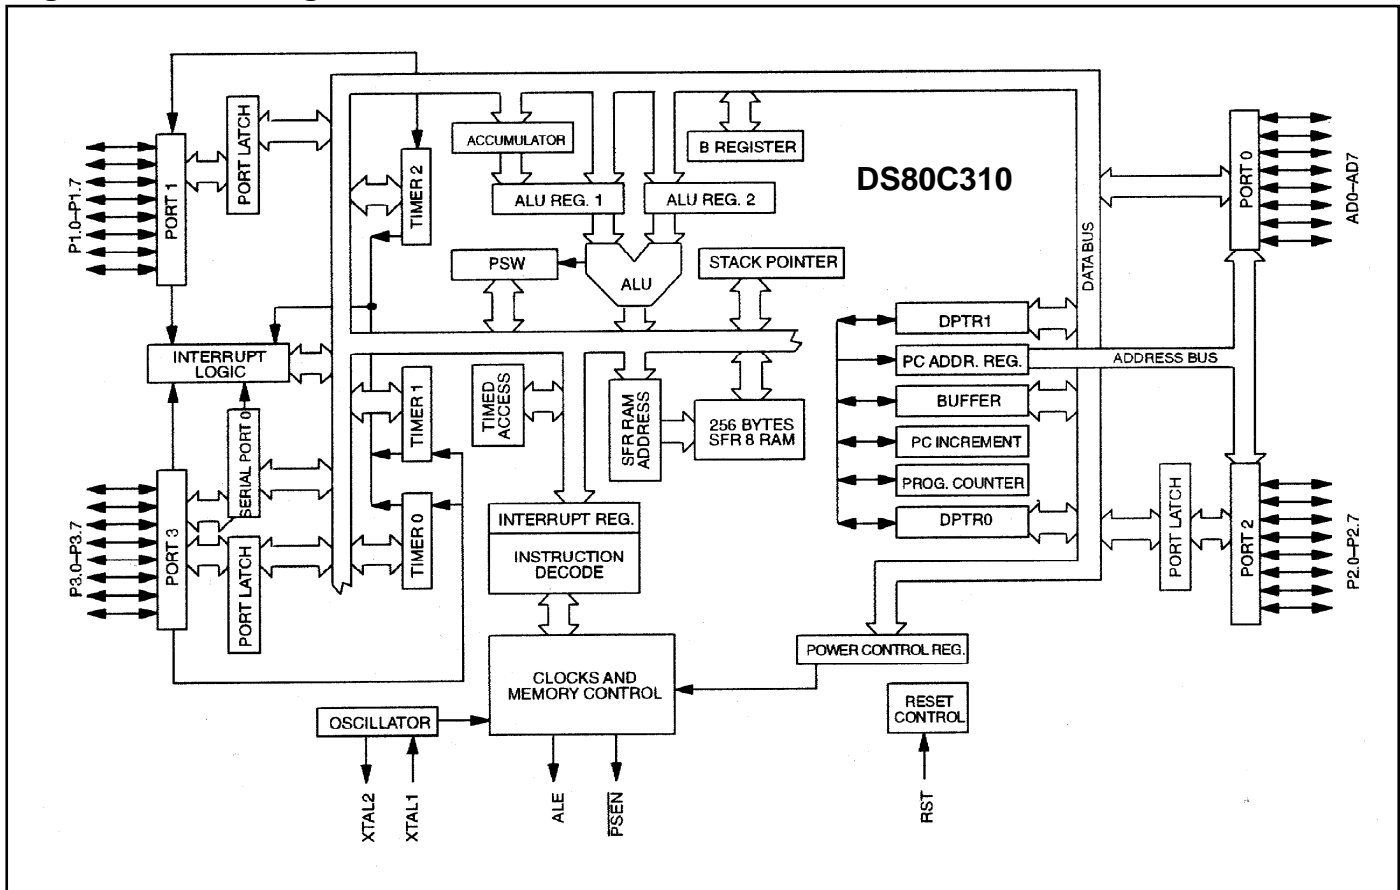 PORT LATCH
ACCUMULATOR
B REGISTER
DS80C310
PORT 0
AD0–AD7
P1.0–P1.7
PORT 1
TIMER 2
ALU REG. 1
ALU REG. 2
DATA BUS
PSW
ALU
STACK POINTER
DPTR1
INTERRUPT
LOGIC
PC ADDR. REG.
ADDRESS BUS
TIMER 1
TIMED
ACCESS
SFR RAM
ADDRESS
256 BYTES
SFR 8 RAM
BUFFER
PC INCREMENT
SERIAL PORT 0
PROG. COUNTER
P3.0–P3.7
PORT 3
PORT LATCH
TIMER 0
INTERRUPT REG.
INSTRUCTION
DECODE
DPTR0
PORT LATCH
PORT 2
P2.0–P2.7
POWER CONTROL REG.
CLOCKS AND
MEMORY CONTROL
OSCILLATOR
RESET
CONTROL
XTAL2
XTAL1
ALE
PSEN
RST